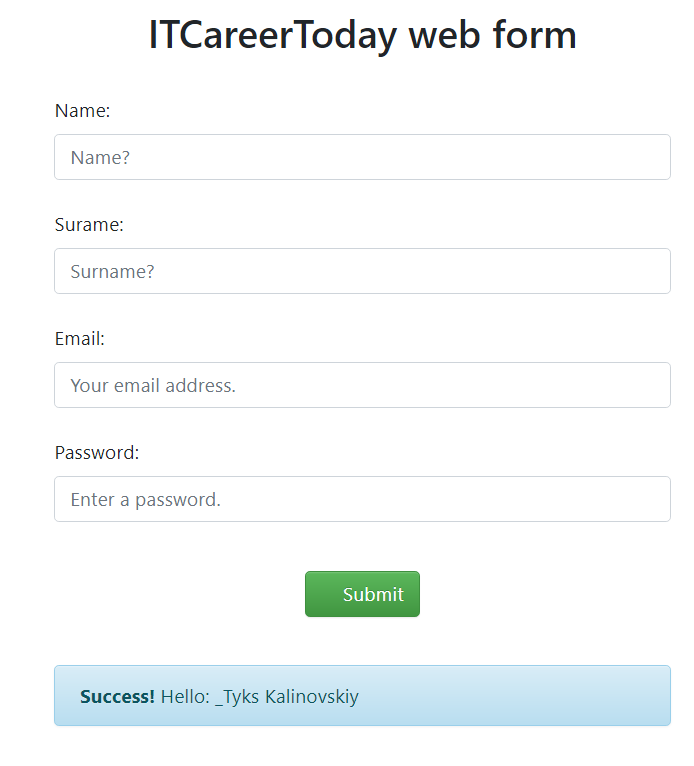 ITCareerToday web form
Name:
Name?
Surame:
Surname?
Email:
Your email address.
Password:
Enter a password.
Submit
Success! Hello: _Tyks Kalinovskiy